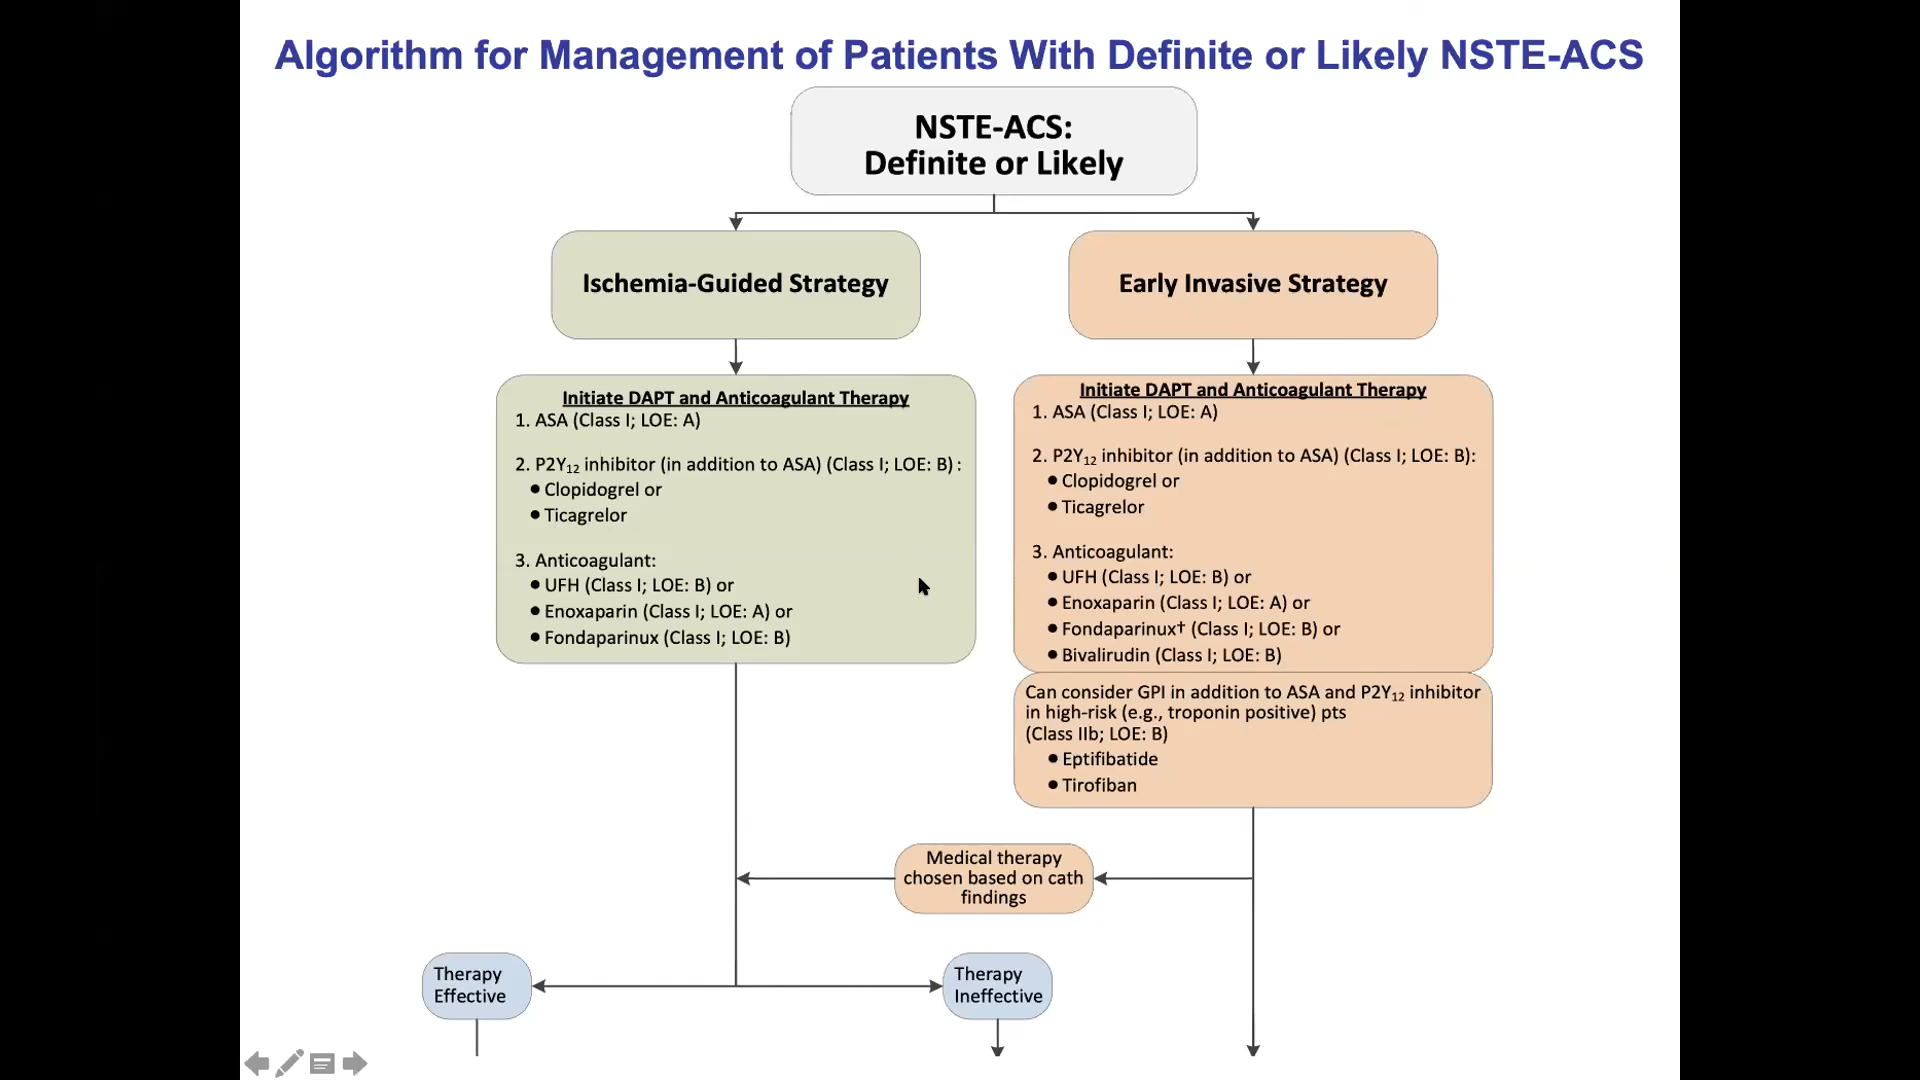 Algorithm for Management of Patients With Definite or Likely NSTE-ACS
NSTE-ACS:
Definite or Likely
Ischemia-Guided Strategy
Early Invasive Strategy
Initiate DAPT and Anticoagulant Therapy
1. ASA (Class I; LOE: A)
2. P2Y12 inhibitor (in addition to ASA) (Class I; LOE: B) :
● Clopidogrel or
● Ticagrelor
3. Anticoagulant:
● UFH (Class I; LOE: B) or
● Enoxaparin (Class I; LOE: A) or
● Fondaparinux (Class I; LOE: B)
Initiate DAPT and Anticoagulant Therapy
1. ASA (Class I; LOE: A)
2. P2Y12 inhibitor (in addition to ASA) (Class I; LOE: B):
● Clopidogrel or
● Ticagrelor
3. Anticoagulant:
● UFH (Class I; LOE: B) or
● Enoxaparin (Class I; LOE: A) or
● Fondaparinux† (Class I; LOE: B) or
● Bivalirudin (Class I; LOE: B)
Can consider GPI in addition to ASA and P2Y12 inhibitor
in high-risk (e.g., troponin positive) pts
(Class IIb; LOE: B)
● Eptifibatide
● Tirofiban
Medical therapy
chosen based on cath
findings
Therapy
Effective
Therapy
Ineffective